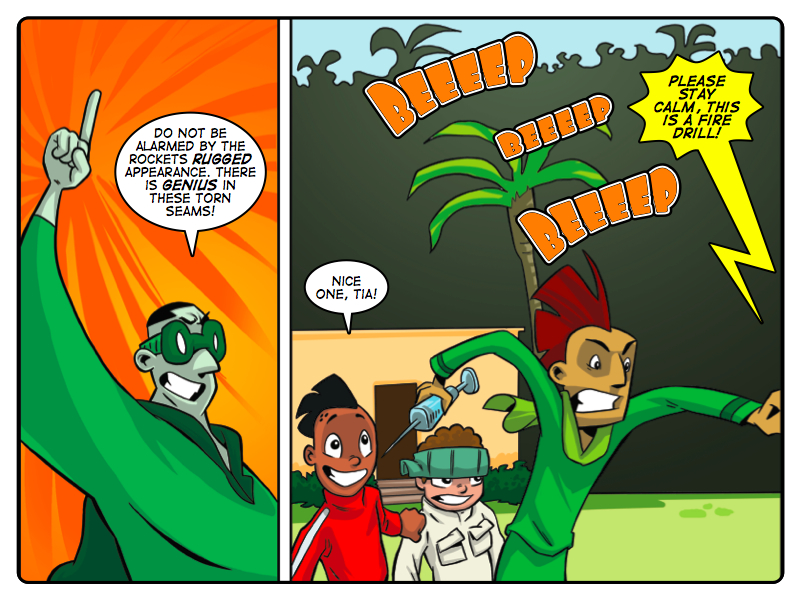 DO NOT BE
ALARMED BY THE
ROCKETS RUGGED
APPEARANCE. THERE
IS GENIUS IN
THESE TORN
SEAMS!
BEEEEP
BEEEEP
BEEEEP
PLEASE
STAY
CALM, THIS
IS A FIRE
DRILL!
NICE
ONE, TIA!